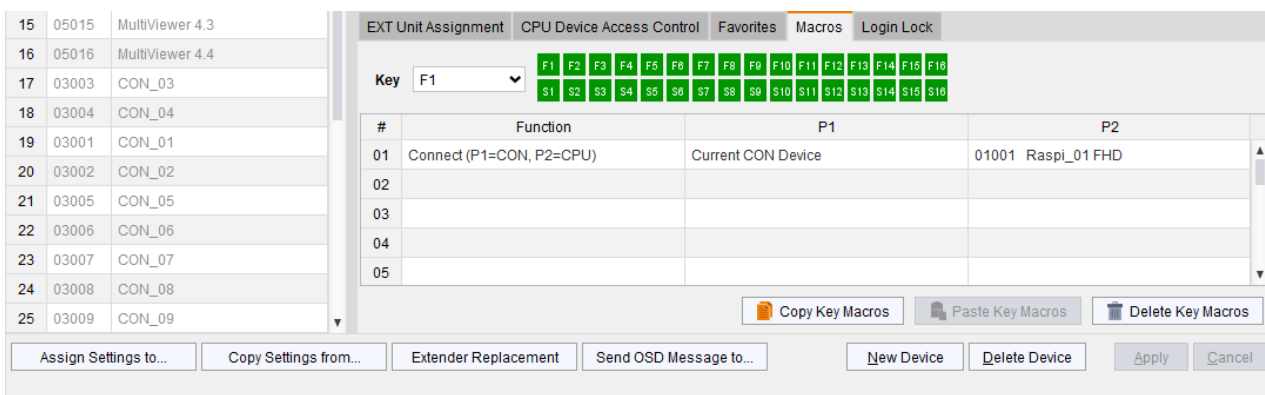 EXT Unit Assignment CPU Device Access Control Favorites Macros Login Lock
15 05015 MultiViewer 4.3
16 05016 MultiViewer 4.4
17 03003 CON_03
18 03004 CON_04
19 03001 CON_01
20 03002 CON_02
21 03005 CON_05
22 03006 CON_06
23 03007 CON_07
24 03008 CON_08
25 03009 CON_09
Key F1
F1 F2 F3 F4 F5 F6 F7 F8 F9 F10 F11 F12 F13 F14 F15 F16
S1 S2 S3 S4 S5 S6 S7 S8 S9 S10 S11 S12 S13 S14 S15 S16
# Function P1 P2
01 Connect (P1=CON, P2=CPU) Current CON Device 01001 Raspi_01 FHD
02
03
04
05
Copy Key Macros Paste Key Macros Delete Key Macros
Assign Settings to... Copy Settings from... Extender Replacement Send OSD Message to... New Device Delete Device Apply Cancel